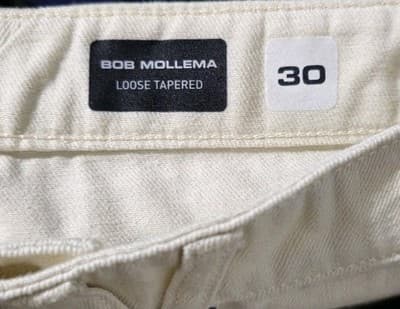 BOB MOLLEMA
LOOSE TAPERED
30